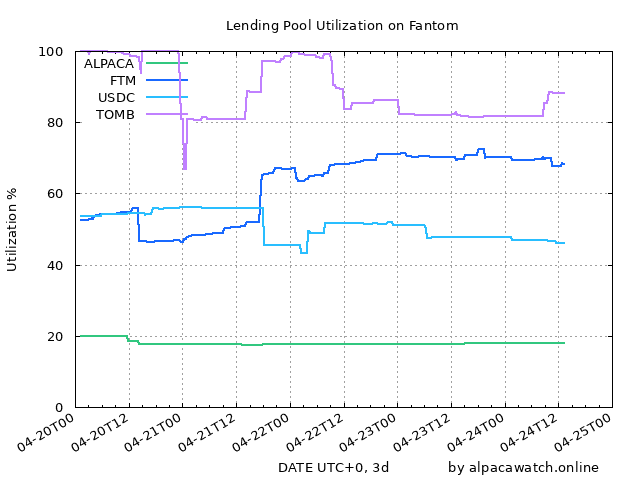 Lending Pool Utilization on Fantom
100
80
60
40
20
0
Utilization %
ALPACA
FTM
USDC
TOMB
04-20T00
04-20T12
04-21T00
04-21T12
04-22T00
04-22T12
04-23T00
04-23T12
04-24T00
04-24T12
04-25T00
DATE UTC+0, 3d
by alpacawatch.online